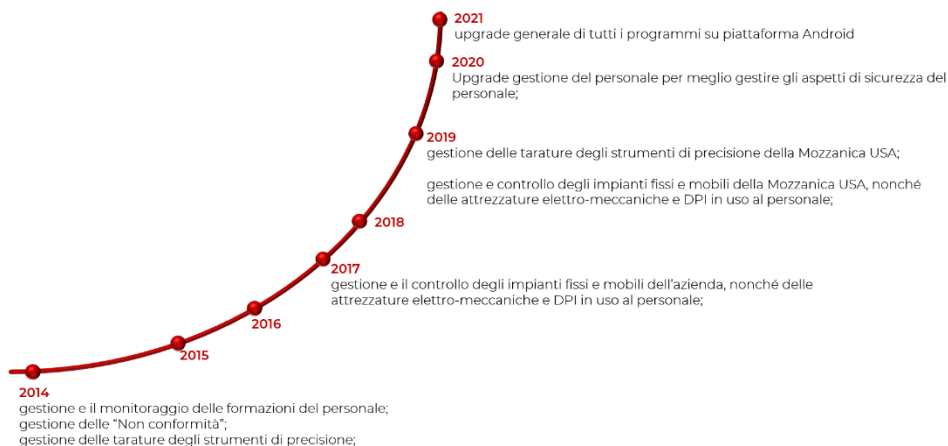 2021
upgrade generale di tutti i programmi su piattaforma Android
2020
Upgrade gestione del personale per meglio gestire gli aspetti di sicurezza del
personale;
2019
gestione delle tarature degli strumenti di precisione della Mozzanica USA;
gestione e controllo degli impianti fissi e mobili della Mozzanica USA, nonché
delle attrezzature elettro-meccaniche e DPI in uso al personale;
2018
2017
gestione e il controllo degli impianti fissi e mobili dell'azienda, nonché delle
attrezzature elettro-meccaniche e DPI in uso al personale;
2016
2015
2014
gestione e il monitoraggio delle formazioni del personale;
gestione delle "Non conformità";
gestione delle tarature degli strumenti di precisione;